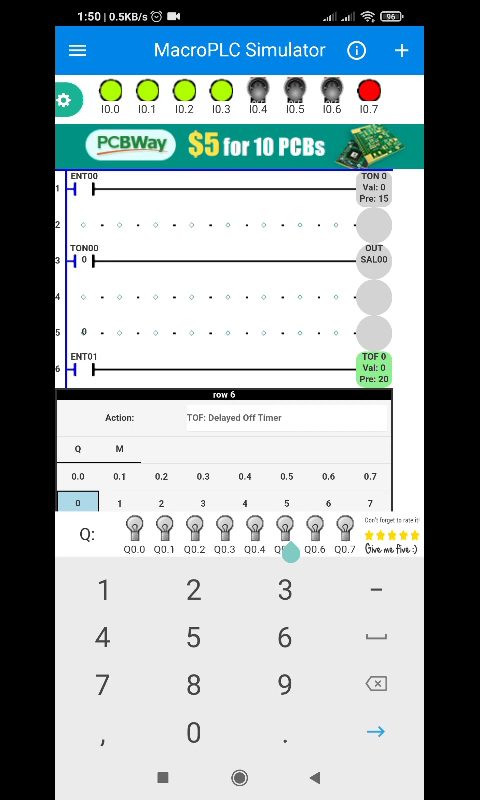 1:50 | 0.5KB/s
96
MacroPLC Simulator
I0.0 I0.1 I0.2 I0.3 I0.4 I0.5 I0.6 I0.7
PCBWay $5 for 10 PCBs
ENT00
TON 0
1
Val: 0
Pre: 15
2
TON00
OUT
3
0
SAL00
4
5
0
ENT01
TOF 0
6
Val: 0
Pre: 20
row 6
Action: TOF: Delayed Off Timer
Q M
0.0 0.1 0.2 0.3 0.4 0.5 0.6 0.7
0 1 2 3 4 5 6 7
Don't forget to rate it!
Q:
Q0.0 Q0.1 Q0.2 Q0.3 Q0.4 Q0.6 Q0.7
Give me five :)
1 2 3 −
4 5 6
7 8 9
, 0 .